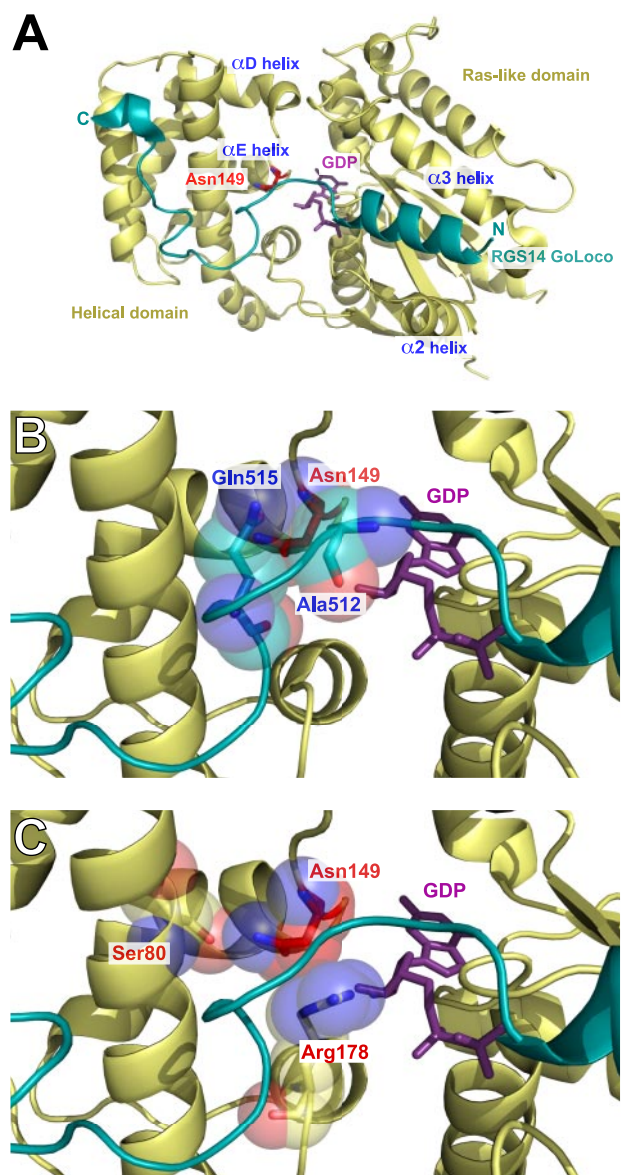 A
αD helix
Ras-like domain
C
αE helix
GDP
Asn149
α3 helix
N
RGS14 GoLoco
Helical domain
α2 helix
B
Gln515
Asn149
GDP
Ala512
C
Asn149
GDP
Ser80
Arg178